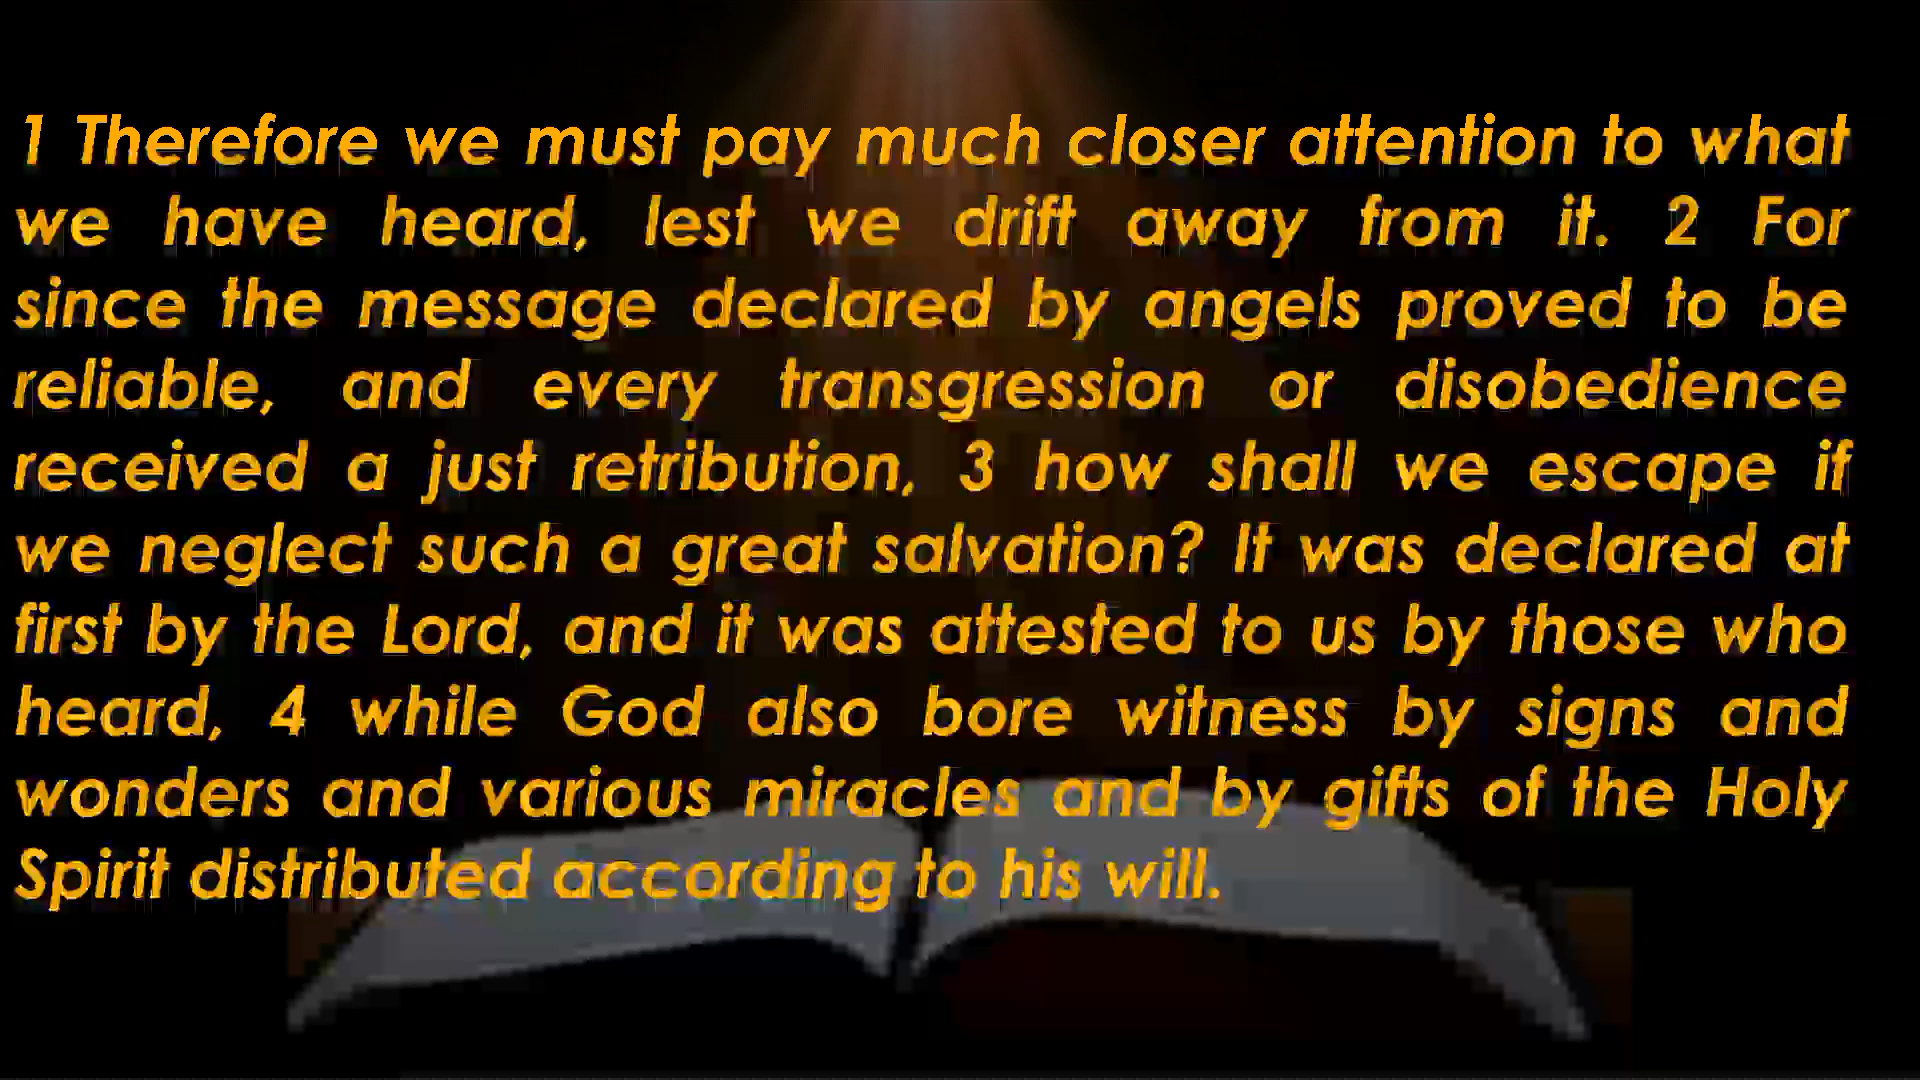 1 Therefore we must pay much closer attention to what
we have heard, lest we drift away from it. 2 For
since the message declared by angels proved to be
reliable, and every transgression or disobedience
received a just retribution, 3 how shall we escape if
we neglect such a great salvation? It was declared at
first by the Lord, and it was attested to us by those who
heard, 4 while God also bore witness by signs and
wonders and various miracles and by gifts of the Holy
Spirit distributed according to his will.